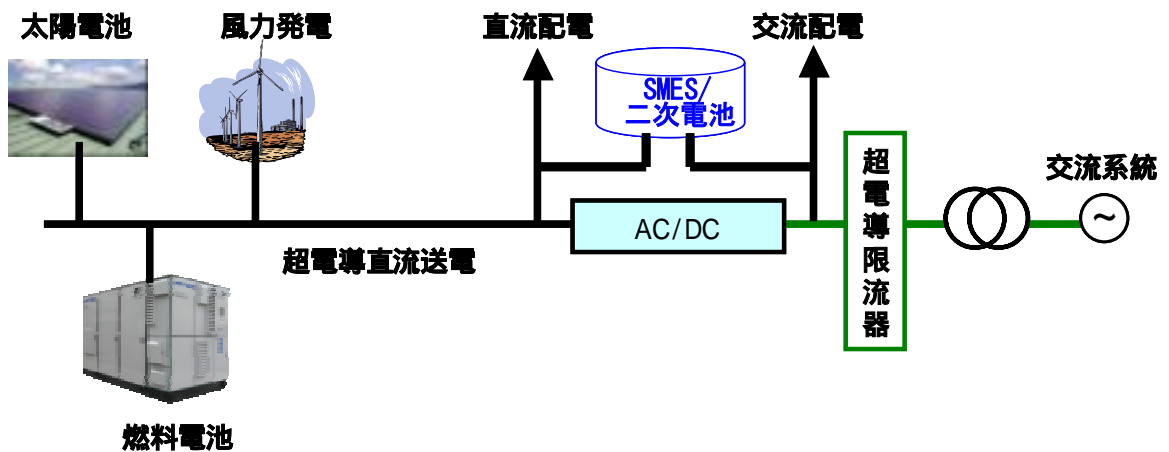 太陽電池
風力発電
直流配電
交流配電
SMES/
二次電池
超電導限流器
交流系統
~
AC/DC
超電導直流送電
燃料電池